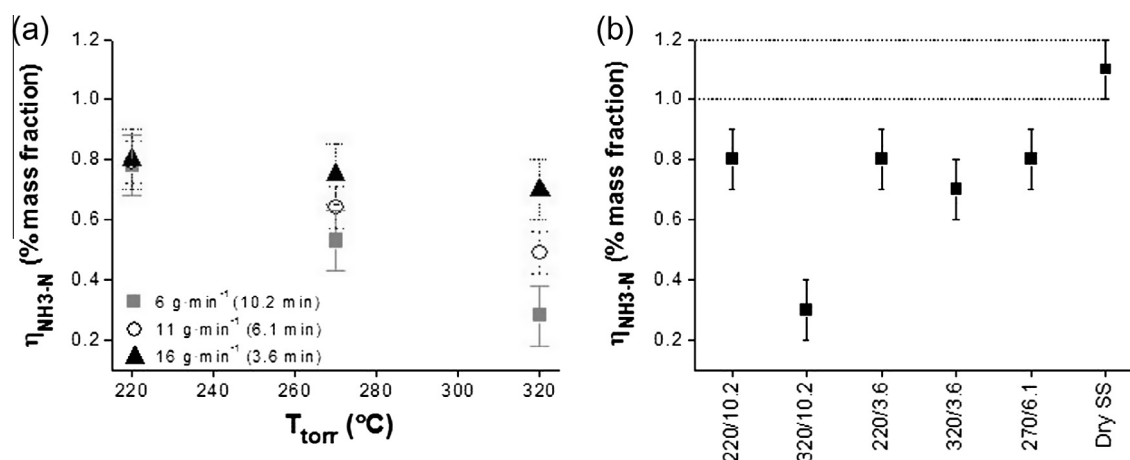 (a)
1.2
1.0
0.8
0.6
0.4
0.2
η_NH3-N (% mass fraction)
6 g·min⁻¹ (10.2 min)
11 g·min⁻¹ (6.1 min)
16 g·min⁻¹ (3.6 min)
220 240 260 280 300 320
T_torr (°C)
(b)
1.2
1.0
0.8
0.6
0.4
0.2
η_NH3-N (% mass fraction)
220/10.2
320/10.2
220/3.6
320/3.6
270/6.1
Dry SS